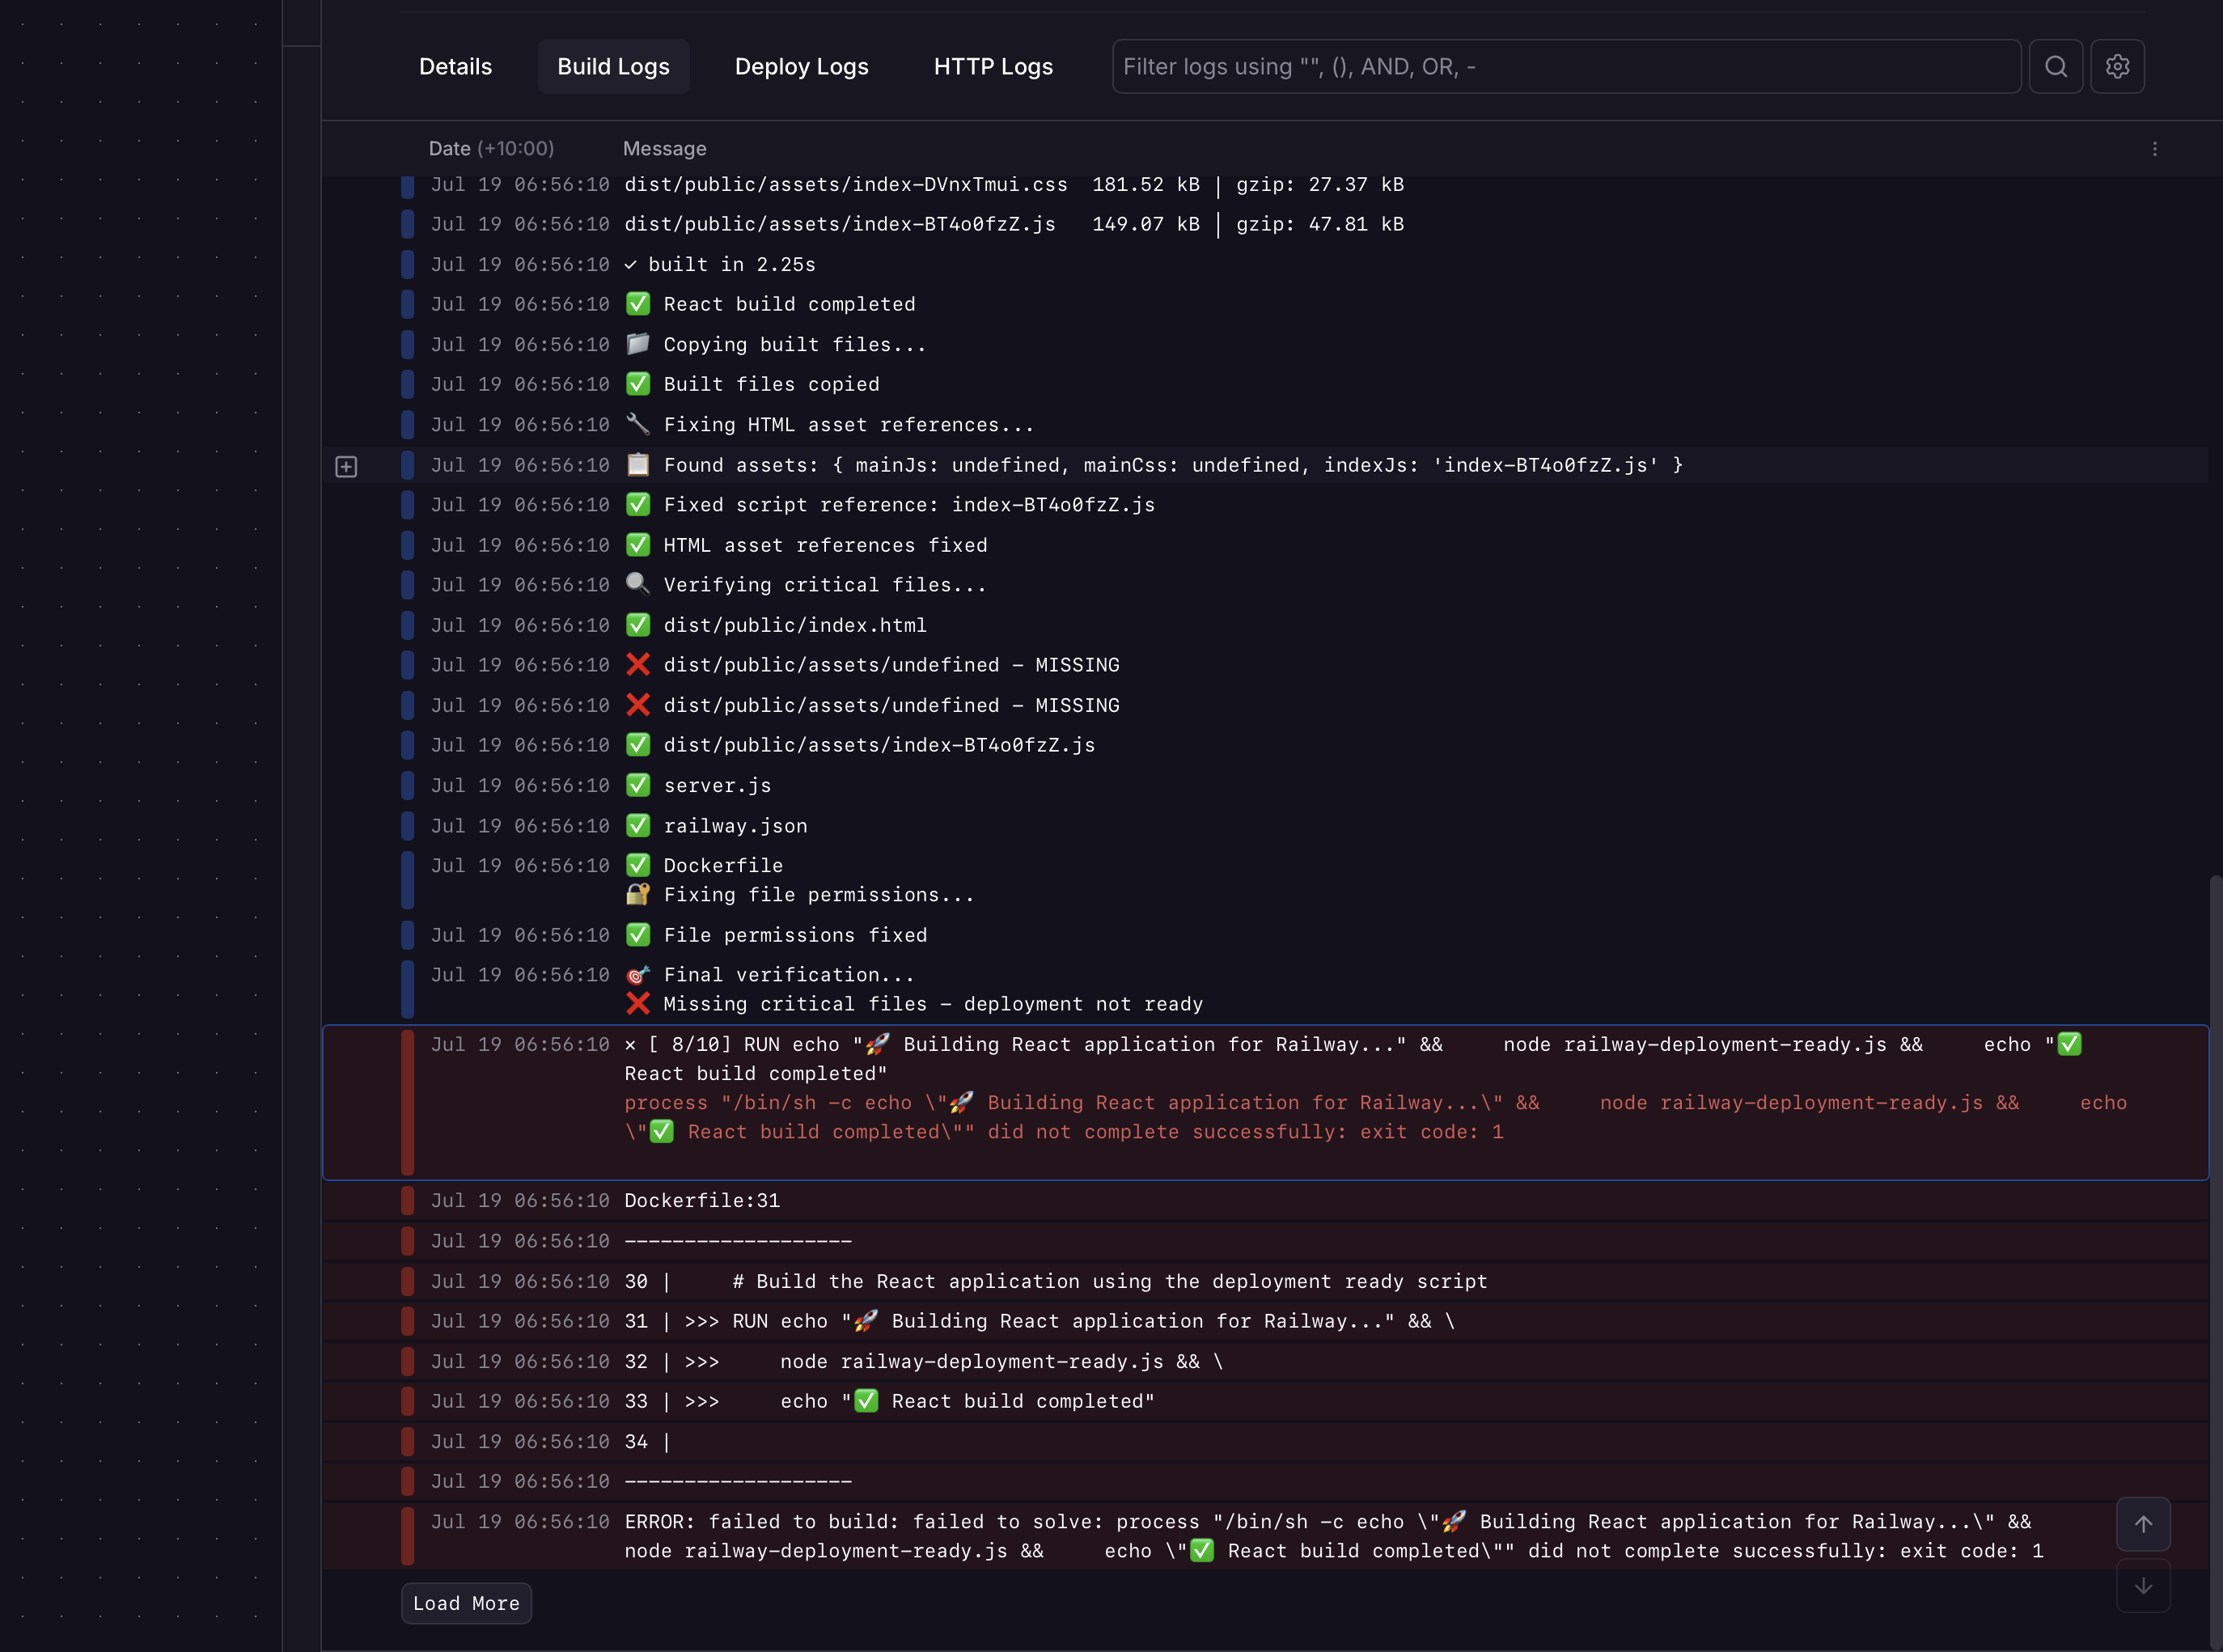 Details Build Logs Deploy Logs HTTP Logs Filter logs using "", (), AND, OR, -
Date (+10:00) Message
Jul 19 06:56:10 dist/public/assets/index-DVnxTmui.css 181.52 kB │ gzip: 27.37 kB
Jul 19 06:56:10 dist/public/assets/index-BT4o0fzZ.js 149.07 kB │ gzip: 47.81 kB
Jul 19 06:56:10 ✓ built in 2.25s
Jul 19 06:56:10 ✅ React build completed
Jul 19 06:56:10 📁 Copying built files...
Jul 19 06:56:10 ✅ Built files copied
Jul 19 06:56:10 🔧 Fixing HTML asset references...
Jul 19 06:56:10 📋 Found assets: { mainJs: undefined, mainCss: undefined, indexJs: 'index-BT4o0fzZ.js' }
Jul 19 06:56:10 ✅ Fixed script reference: index-BT4o0fzZ.js
Jul 19 06:56:10 ✅ HTML asset references fixed
Jul 19 06:56:10 🔍 Verifying critical files...
Jul 19 06:56:10 ✅ dist/public/index.html
Jul 19 06:56:10 ❌ dist/public/assets/undefined - MISSING
Jul 19 06:56:10 ❌ dist/public/assets/undefined - MISSING
Jul 19 06:56:10 ✅ dist/public/assets/index-BT4o0fzZ.js
Jul 19 06:56:10 ✅ server.js
Jul 19 06:56:10 ✅ railway.json
Jul 19 06:56:10 ✅ Dockerfile
🔐 Fixing file permissions...
Jul 19 06:56:10 ✅ File permissions fixed
Jul 19 06:56:10 🎯 Final verification...
❌ Missing critical files - deployment not ready
Jul 19 06:56:10 ✕ [ 8/10] RUN echo "🚀 Building React application for Railway..." && node railway-deployment-ready.js && echo "✅
React build completed"
process "/bin/sh -c echo \"🚀 Building React application for Railway...\" && node railway-deployment-ready.js && echo
\"✅ React build completed\"" did not complete successfully: exit code: 1
Jul 19 06:56:10 Dockerfile:31
Jul 19 06:56:10 -------------------
Jul 19 06:56:10 30 | # Build the React application using the deployment ready script
Jul 19 06:56:10 31 | >>> RUN echo "🚀 Building React application for Railway..." && \
Jul 19 06:56:10 32 | >>> node railway-deployment-ready.js && \
Jul 19 06:56:10 33 | >>> echo "✅ React build completed"
Jul 19 06:56:10 34 |
Jul 19 06:56:10 -------------------
Jul 19 06:56:10 ERROR: failed to build: failed to solve: process "/bin/sh -c echo \"🚀 Building React application for Railway...\" &&
node railway-deployment-ready.js && echo \"✅ React build completed\"" did not complete successfully: exit code: 1
Load More